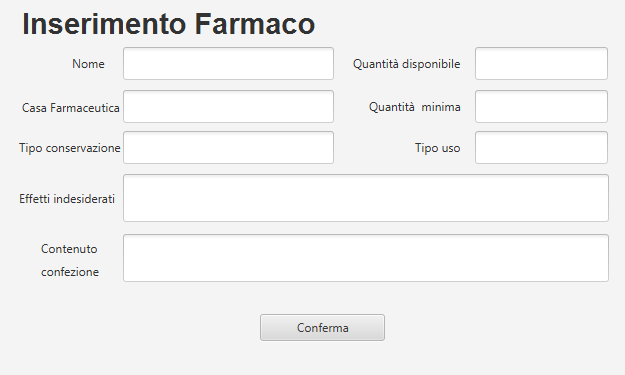 Inserimento Farmaco
Nome
Quantità disponibile
Casa Farmaceutica
Quantità minima
Tipo conservazione
Tipo uso
Effetti indesiderati
Contenuto
confezione
Conferma